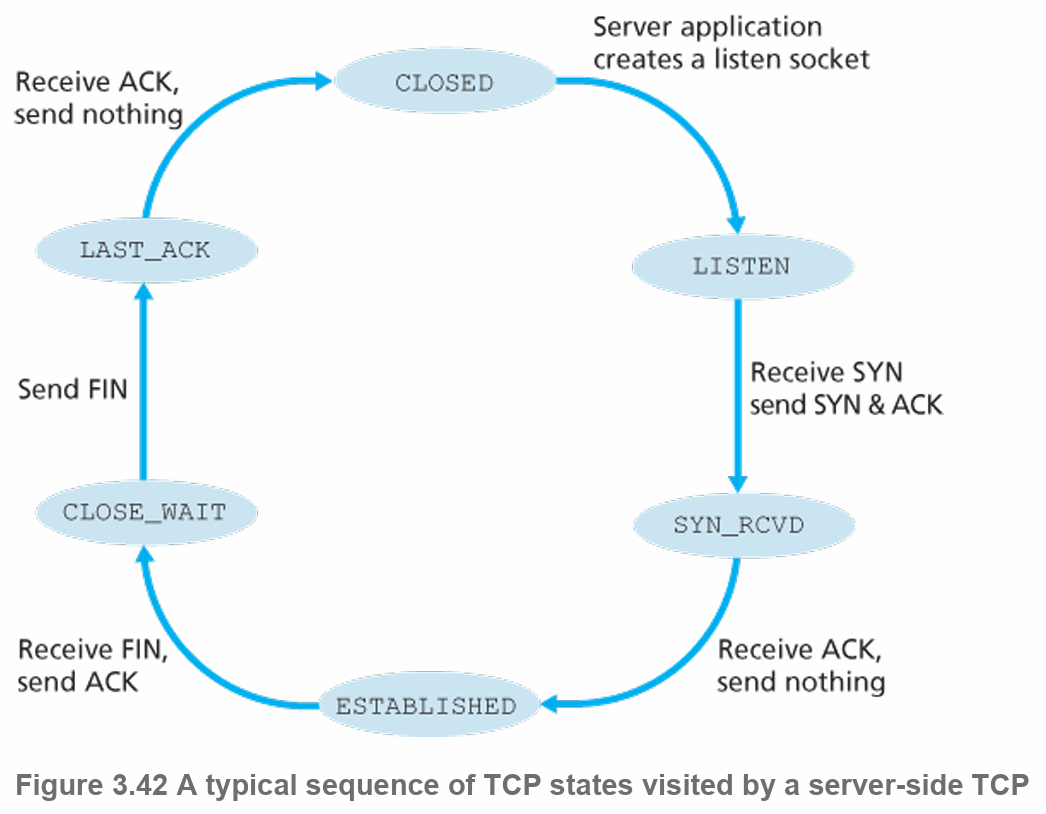 Server application
creates a listen socket
Receive ACK,
send nothing
CLOSED
LAST_ACK
LISTEN
Receive SYN
send SYN & ACK
Send FIN
CLOSE_WAIT
SYN_RCVD
Receive FIN,
send ACK
Receive ACK,
send nothing
ESTABLISHED
Figure 3.42 A typical sequence of TCP states visited by a server-side TCP